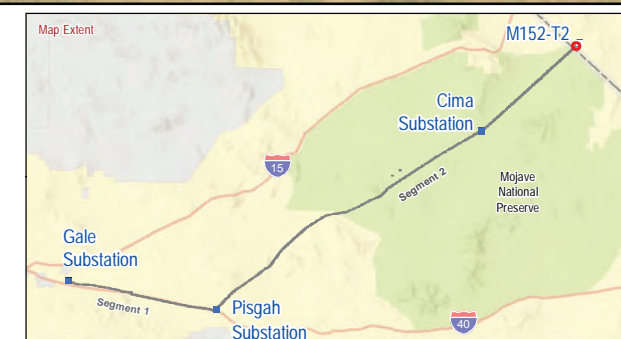 Map Extent
M152-T2
Cima
Substation
15
Segment 2
Mojave
National
Preserve
Gale
Substation
Segment 1
Pisgah
Substation
40